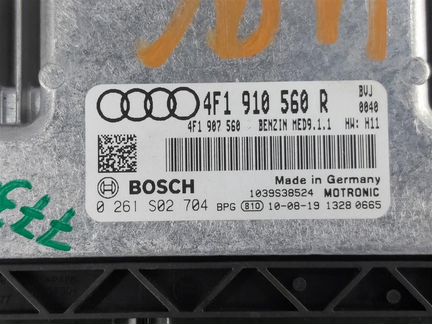 4F1 910 560 R BVJ
0040
4F1 907 560 BENZIN MED9.1.1 HW: H11
Made in Germany
BOSCH 1039S38524 MOTRONIC
0 261 S02 704 BPG 810 10-08-19 1328 0665